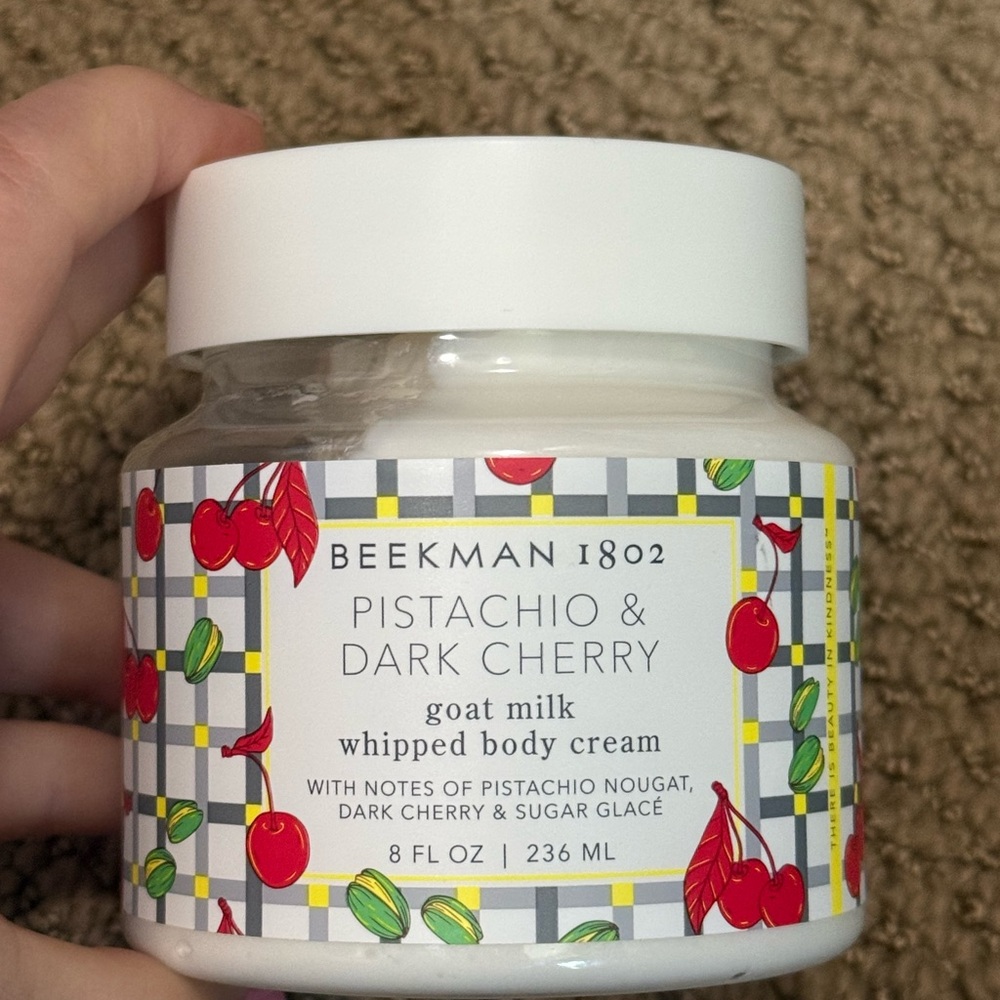 BEEKMAN 1802
PISTACHIO &
DARK CHERRY
goat milk
whipped body cream
WITH NOTES OF PISTACHIO NOUGAT,
DARK CHERRY & SUGAR GLACÉ
8 FL OZ | 236 ML
THERE IS BEAUTY IN KINDNESS™